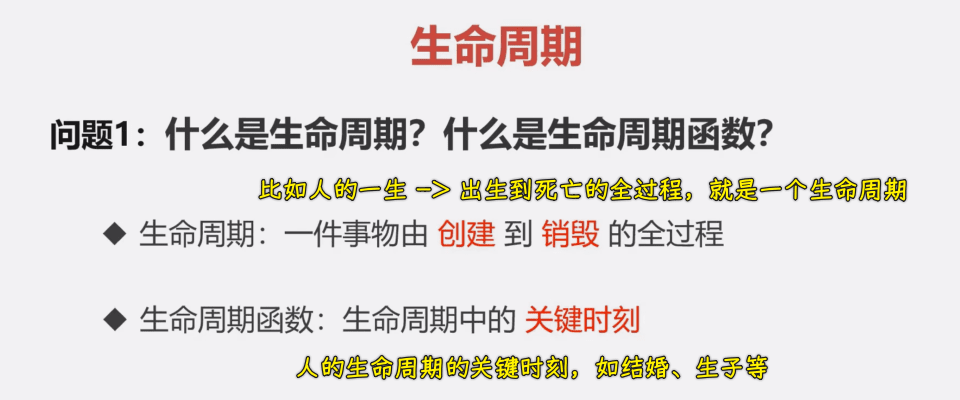 生命周期
问题1：什么是生命周期？什么是生命周期函数？
比如人的一生 -> 出生到死亡的全过程，就是一个生命周期
◆ 生命周期：一件事物由 创建 到 销毁 的全过程
◆ 生命周期函数：生命周期中的 关键时刻
人的生命周期的关键时刻，如结婚、生子等